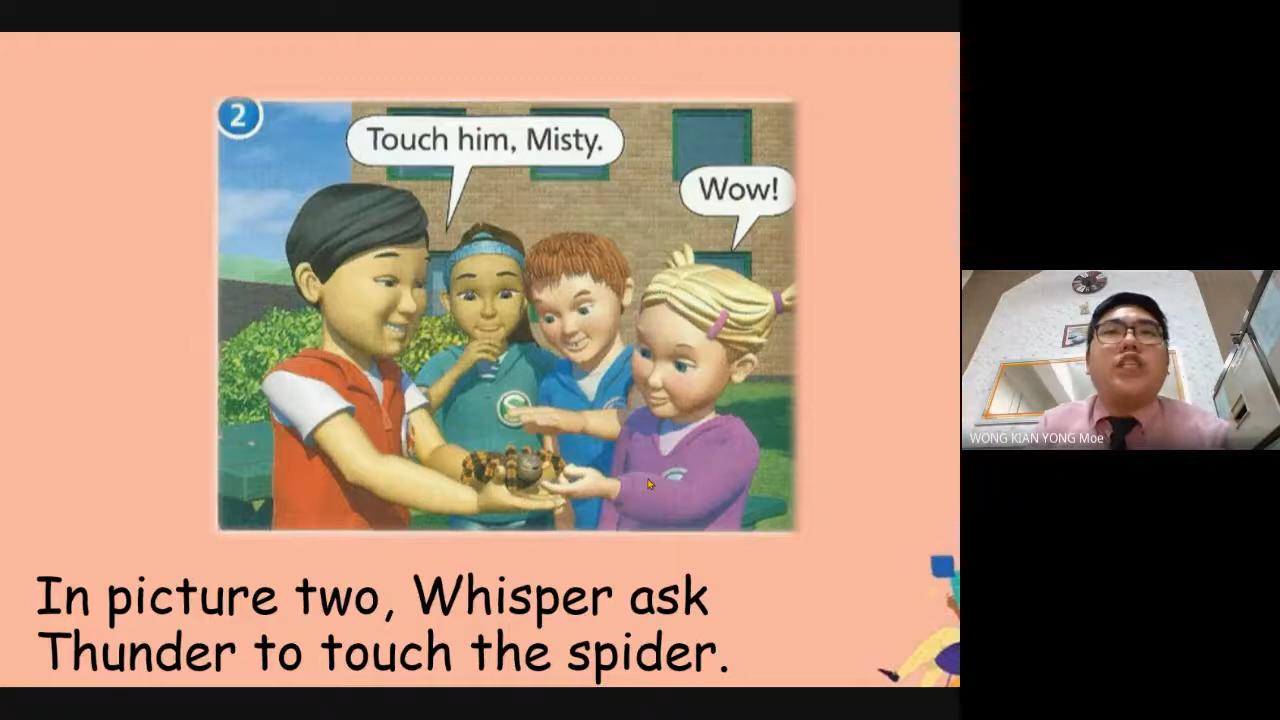 2
Touch him, Misty.
Wow!
In picture two, Whisper ask
Thunder to touch the spider.
WONG KIAN YONG Moe